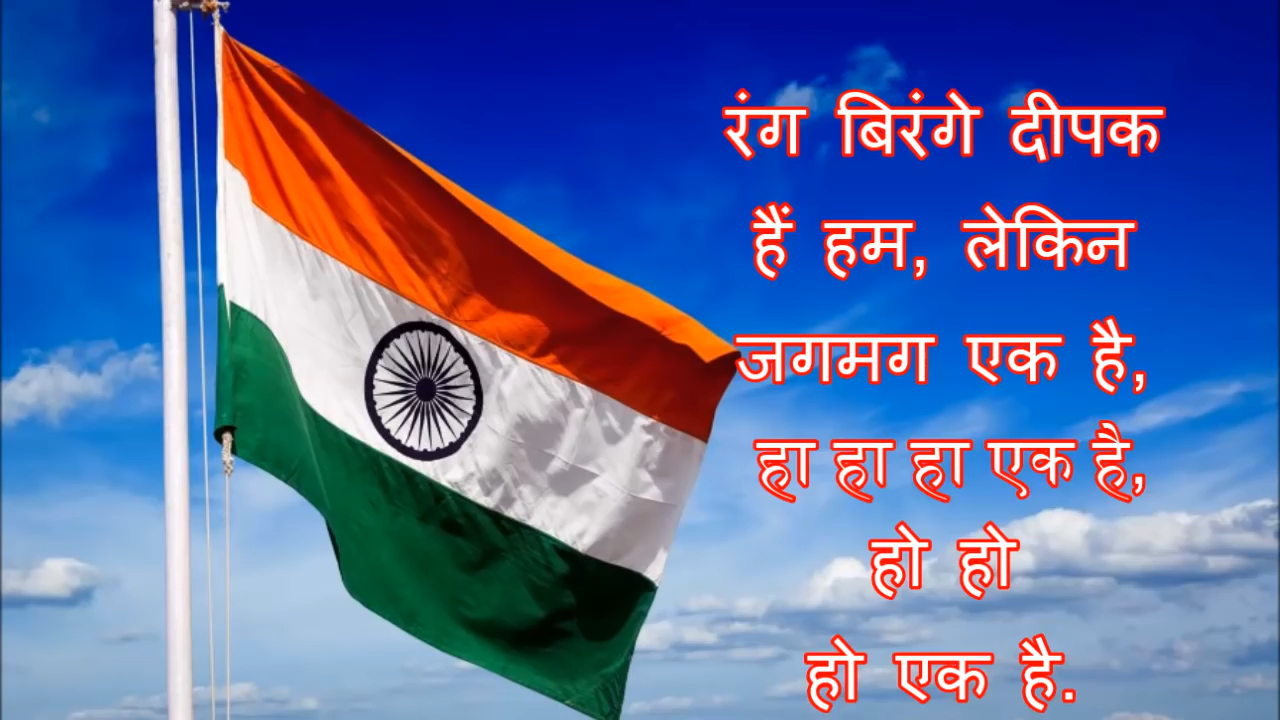 रंग बिरंगे दीपक
हैं हम, लेकिन
जगमग एक है,
हा हा हा एक है,
हो हो
हो एक है.